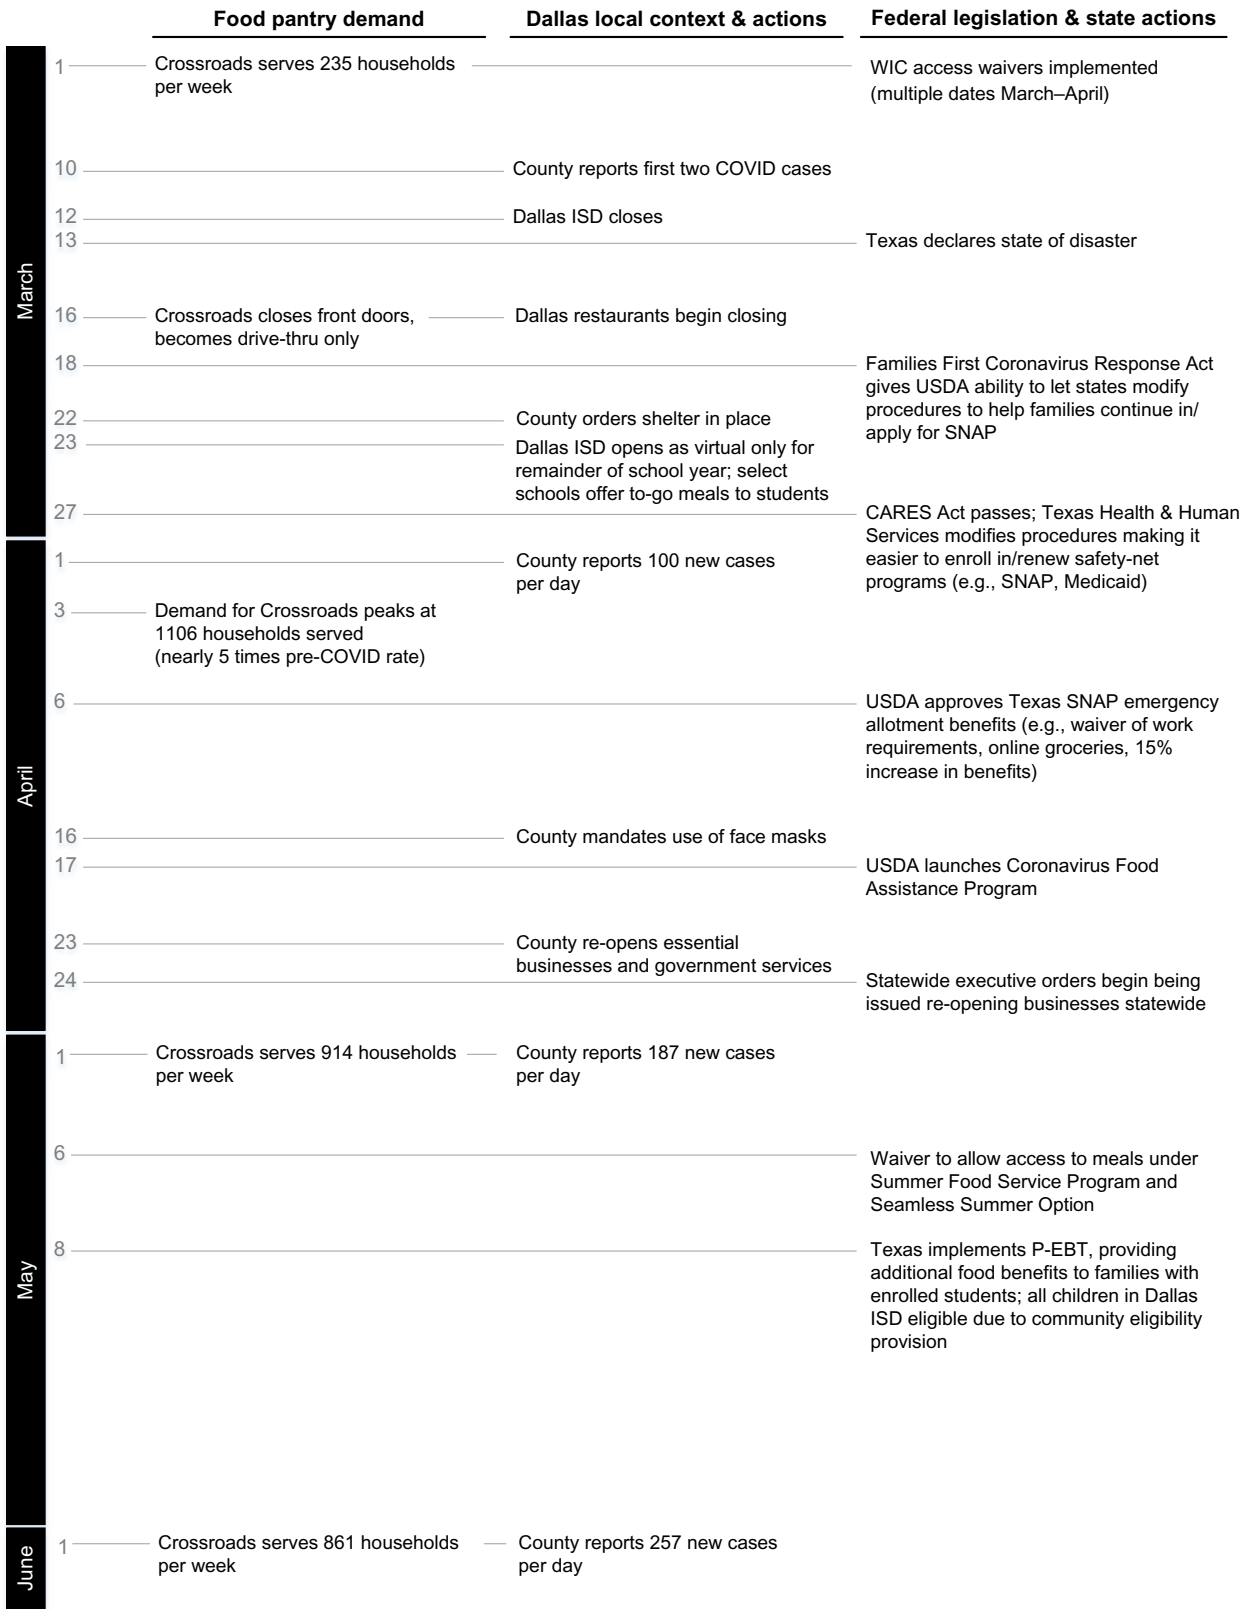 Food pantry demand
Dallas local context & actions
Federal legislation & state actions
March
1
Crossroads serves 235 households
per week
WIC access waivers implemented
(multiple dates March–April)
10
County reports first two COVID cases
12
Dallas ISD closes
13
Texas declares state of disaster
16
Crossroads closes front doors,
becomes drive-thru only
Dallas restaurants begin closing
18
Families First Coronavirus Response Act
gives USDA ability to let states modify
procedures to help families continue in/
apply for SNAP
22
County orders shelter in place
23
Dallas ISD opens as virtual only for
remainder of school year; select
schools offer to-go meals to students
27
CARES Act passes; Texas Health & Human
Services modifies procedures making it
easier to enroll in/renew safety-net
programs (e.g., SNAP, Medicaid)
April
1
County reports 100 new cases
per day
3
Demand for Crossroads peaks at
1106 households served
(nearly 5 times pre-COVID rate)
6
USDA approves Texas SNAP emergency
allotment benefits (e.g., waiver of work
requirements, online groceries, 15%
increase in benefits)
16
County mandates use of face masks
17
USDA launches Coronavirus Food
Assistance Program
23
County re-opens essential
businesses and government services
24
Statewide executive orders begin being
issued re-opening businesses statewide
May
1
Crossroads serves 914 households
per week
County reports 187 new cases
per day
6
Waiver to allow access to meals under
Summer Food Service Program and
Seamless Summer Option
8
Texas implements P-EBT, providing
additional food benefits to families with
enrolled students; all children in Dallas
ISD eligible due to community eligibility
provision
June
1
Crossroads serves 861 households
per week
County reports 257 new cases
per day